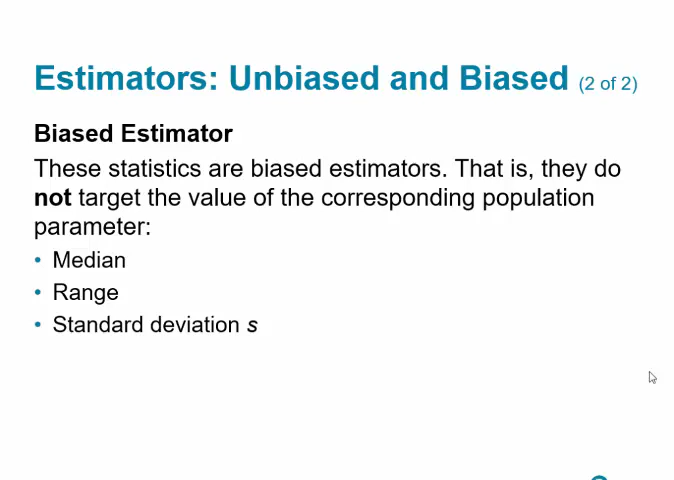 Estimators: Unbiased and Biased (2 of 2)
Biased Estimator
These statistics are biased estimators. That is, they do
not target the value of the corresponding population
parameter:
• Median
• Range
• Standard deviation s